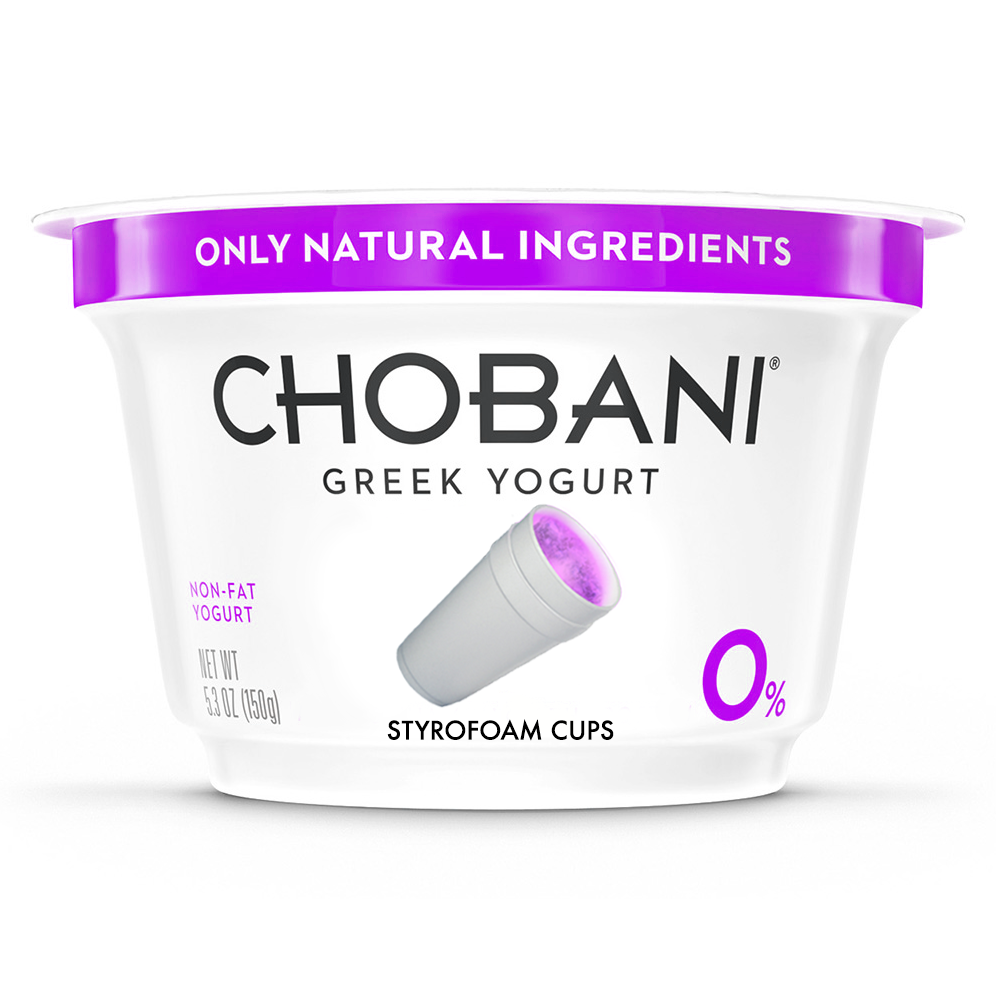 ONLY NATURAL INGREDIENTS
CHOBANI®
GREEK YOGURT
NON-FAT
YOGURT
NET WT
5.3 OZ (150g)
0%
STYROFOAM CUPS